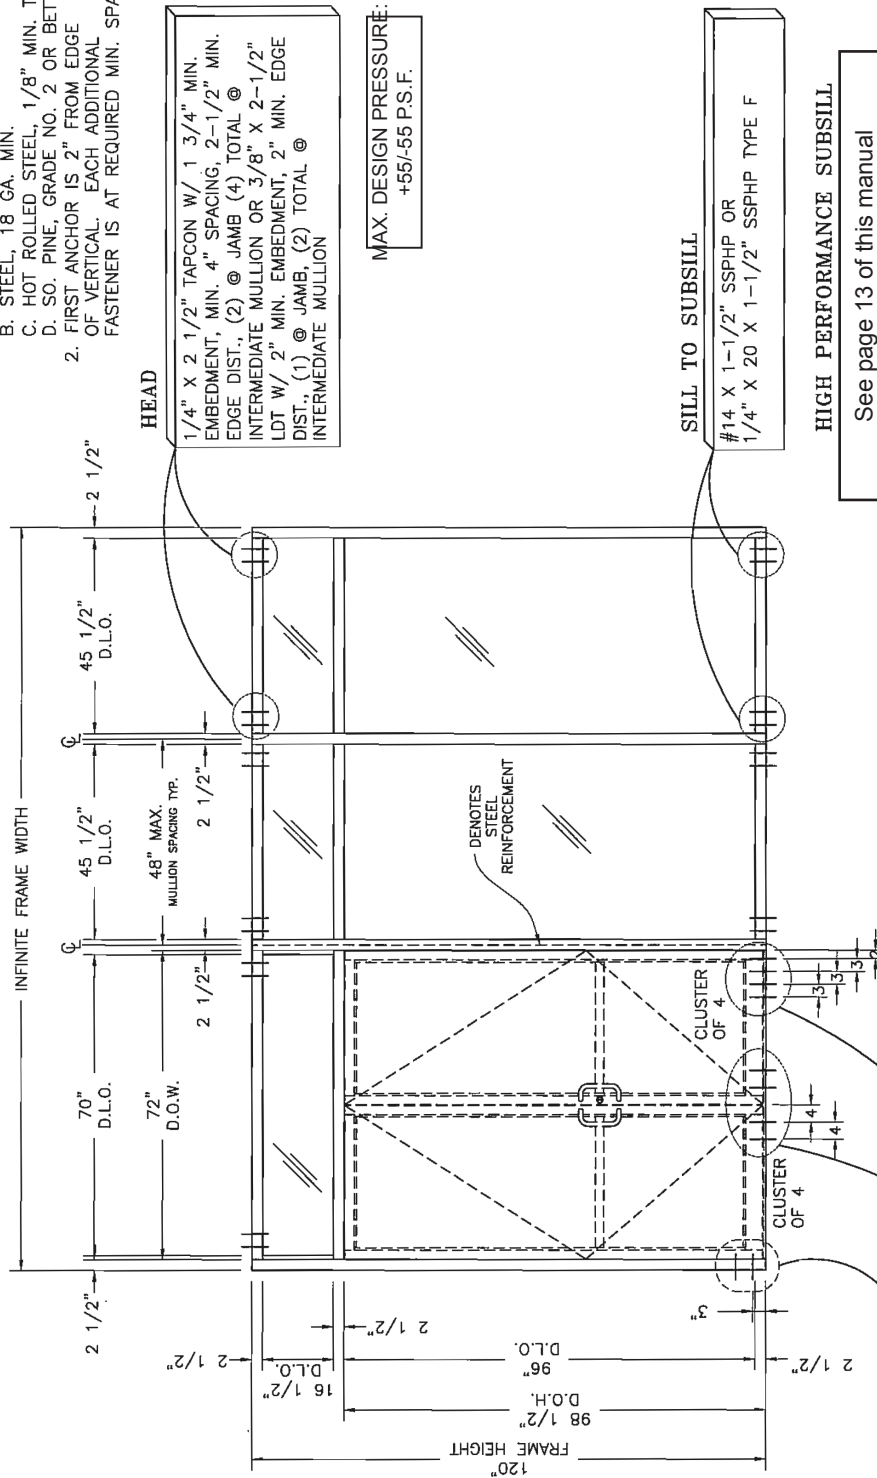 B. STEEL, 18 GA. MIN.
C. HOT ROLLED STEEL, 1/8" MIN. T
D. SO. PINE, GRADE NO. 2 OR BETT
2. FIRST ANCHOR IS 2" FROM EDGE
OF VERTICAL. EACH ADDITIONAL
FASTENER IS AT REQUIRED MIN. SPA
HEAD
1/4" X 2 1/2" TAPCON W/ 1 3/4" MIN.
EMBEDMENT, MIN. 4" SPACING, 2-1/2" MIN.
EDGE DIST., (2) @ JAMB (4) TOTAL @
INTERMEDIATE MULLION OR 3/8" X 2-1/2"
LDT W/ 2" MIN. EMBEDMENT, 2" MIN. EDGE
DIST., (1) @ JAMB, (2) TOTAL @
INTERMEDIATE MULLION
MAX. DESIGN PRESSURE:
+55/-55 P.S.F.
SILL TO SUBSILL
#14 X 1-1/2" SSPHP OR
1/4" X 20 X 1-1/2" SSPHP TYPE F
HIGH PERFORMANCE SUBSILL
See page 13 of this manual
INFINITE FRAME WIDTH
2 1/2"
70"
D.L.O.
45 1/2"
D.L.O.
45 1/2"
D.L.O.
2 1/2"
72"
D.O.W.
48" MAX.
MULLION SPACING TYP.
2 1/2"
2 1/2"
DENOTES
STEEL
REINFORCEMENT
CLUSTER
OF 4
CLUSTER
OF 4
4
4
3
3
3
2
2 1/2"
16 1/2"
D.L.O.
2 1/2"
96"
D.L.O.
98 1/2"
D.O.H.
120"
FRAME HEIGHT
3"
2 1/2"